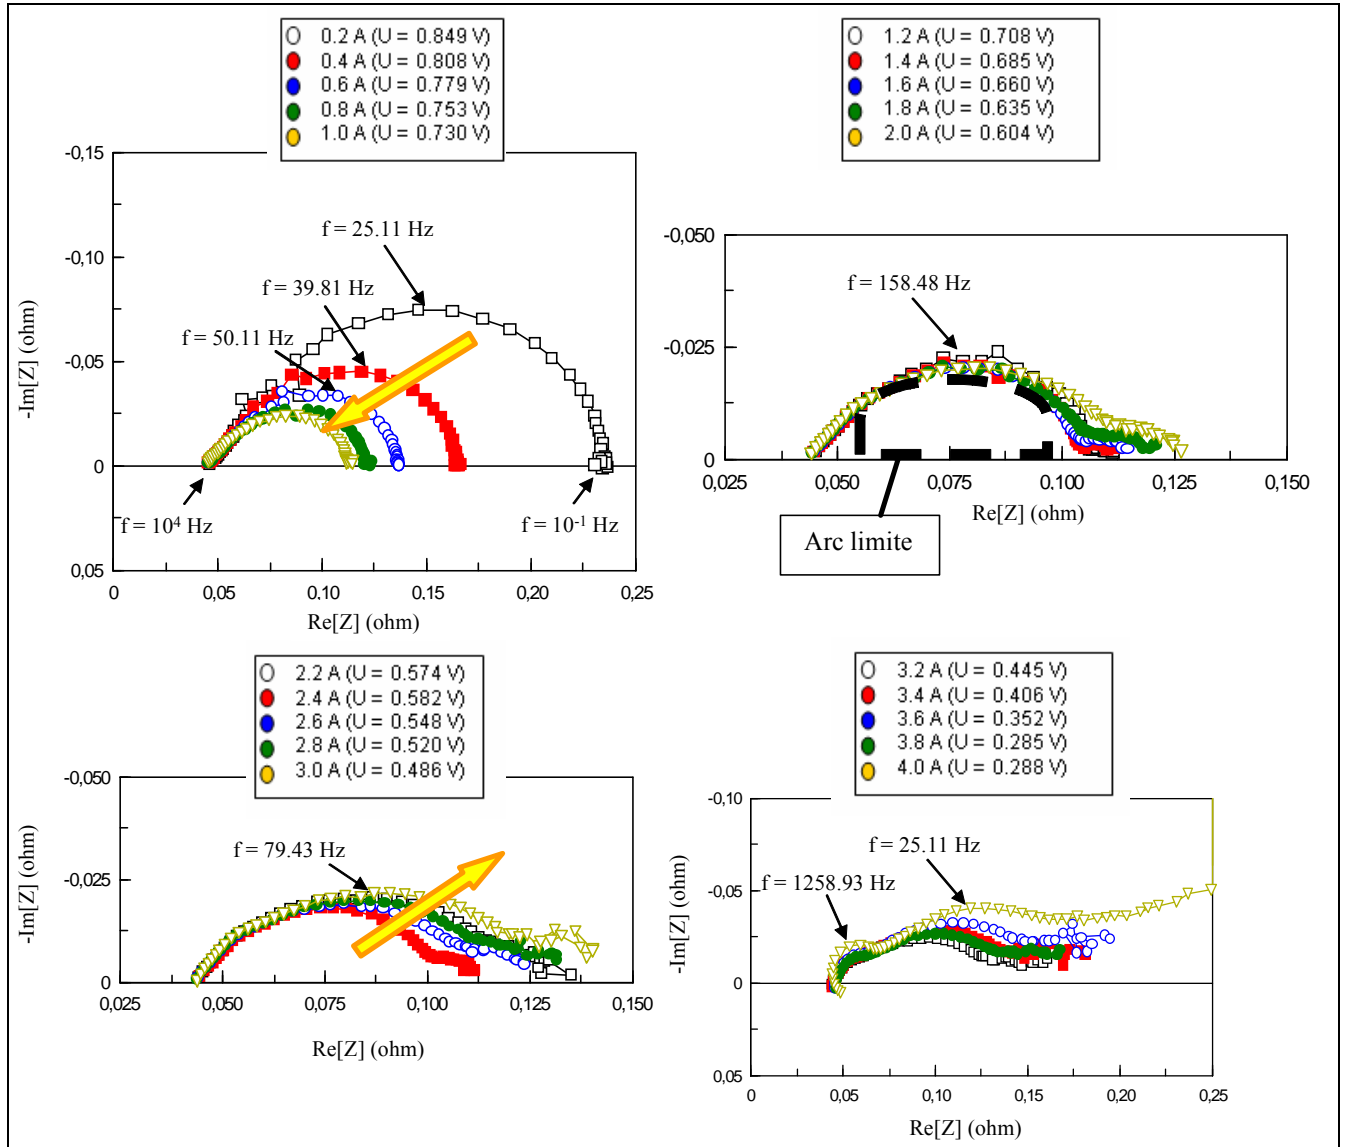 0.2 A (U = 0.849 V)
0.4 A (U = 0.808 V)
0.6 A (U = 0.779 V)
0.8 A (U = 0.753 V)
1.0 A (U = 0.730 V)
-0,15
-0,10
-0,05
0
0,05
-Im[Z] (ohm)
f = 25.11 Hz
f = 39.81 Hz
f = 50.11 Hz
f = 10⁴ Hz
f = 10⁻¹ Hz
0
0,05
0,10
0,15
0,20
0,25
Re[Z] (ohm)
1.2 A (U = 0.708 V)
1.4 A (U = 0.685 V)
1.6 A (U = 0.660 V)
1.8 A (U = 0.635 V)
2.0 A (U = 0.604 V)
-0,050
-0,025
0
-Im[Z] (ohm)
f = 158.48 Hz
0,025
0,050
0,075
0,100
0,125
0,150
Re[Z] (ohm)
Arc limite
2.2 A (U = 0.574 V)
2.4 A (U = 0.582 V)
2.6 A (U = 0.548 V)
2.8 A (U = 0.520 V)
3.0 A (U = 0.486 V)
-0,050
-0,025
0
-Im[Z] (ohm)
f = 79.43 Hz
0,025
0,050
0,075
0,100
0,125
0,150
Re[Z] (ohm)
3.2 A (U = 0.445 V)
3.4 A (U = 0.406 V)
3.6 A (U = 0.352 V)
3.8 A (U = 0.285 V)
4.0 A (U = 0.288 V)
-0,10
-0,05
0
0,05
-Im[Z] (ohm)
f = 25.11 Hz
f = 1258.93 Hz
0
0,05
0,10
0,15
0,20
0,25
Re[Z] (ohm)